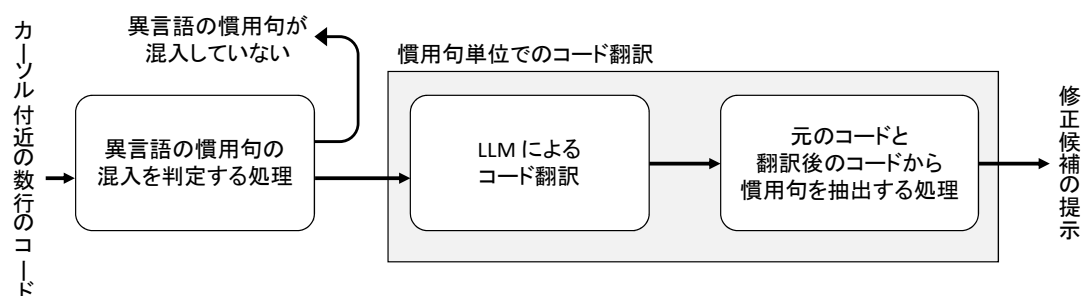 カーソル付近の数行のコード
異言語の慣用句が
混入していない
異言語の慣用句の
混入を判定する処理
慣用句単位でのコード翻訳
LLM による
コード翻訳
元のコードと
翻訳後のコードから
慣用句を抽出する処理
修正候補の提示